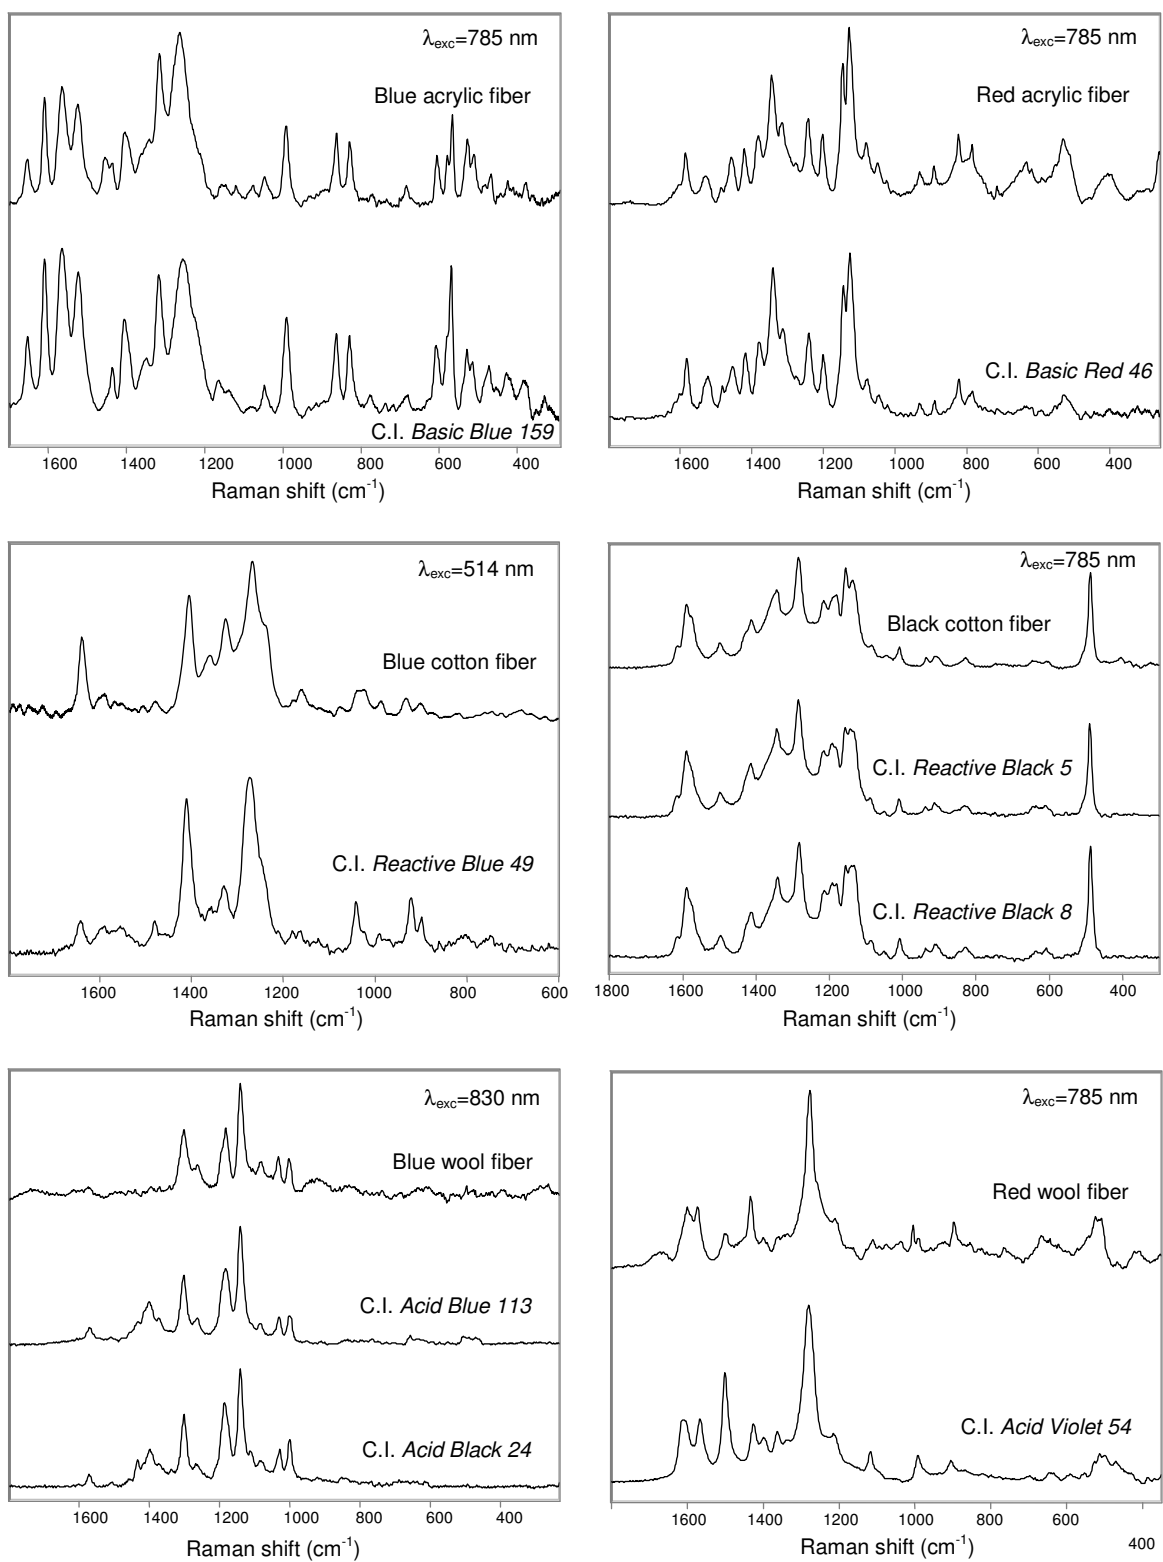 λexc=785 nm
Blue acrylic fiber
C.I. Basic Blue 159
1600 1400 1200 1000 800 600 400
Raman shift (cm-1)
λexc=785 nm
Red acrylic fiber
C.I. Basic Red 46
1600 1400 1200 1000 800 600 400
Raman shift (cm-1)
λexc=514 nm
Blue cotton fiber
C.I. Reactive Blue 49
1600 1400 1200 1000 800 600
Raman shift (cm-1)
λexc=785 nm
Black cotton fiber
C.I. Reactive Black 5
C.I. Reactive Black 8
1800 1600 1400 1200 1000 800 600 400
Raman shift (cm-1)
λexc=830 nm
Blue wool fiber
C.I. Acid Blue 113
C.I. Acid Black 24
1600 1400 1200 1000 800 600 400
Raman shift (cm-1)
λexc=785 nm
Red wool fiber
C.I. Acid Violet 54
1600 1400 1200 1000 800 600 400
Raman shift (cm-1)